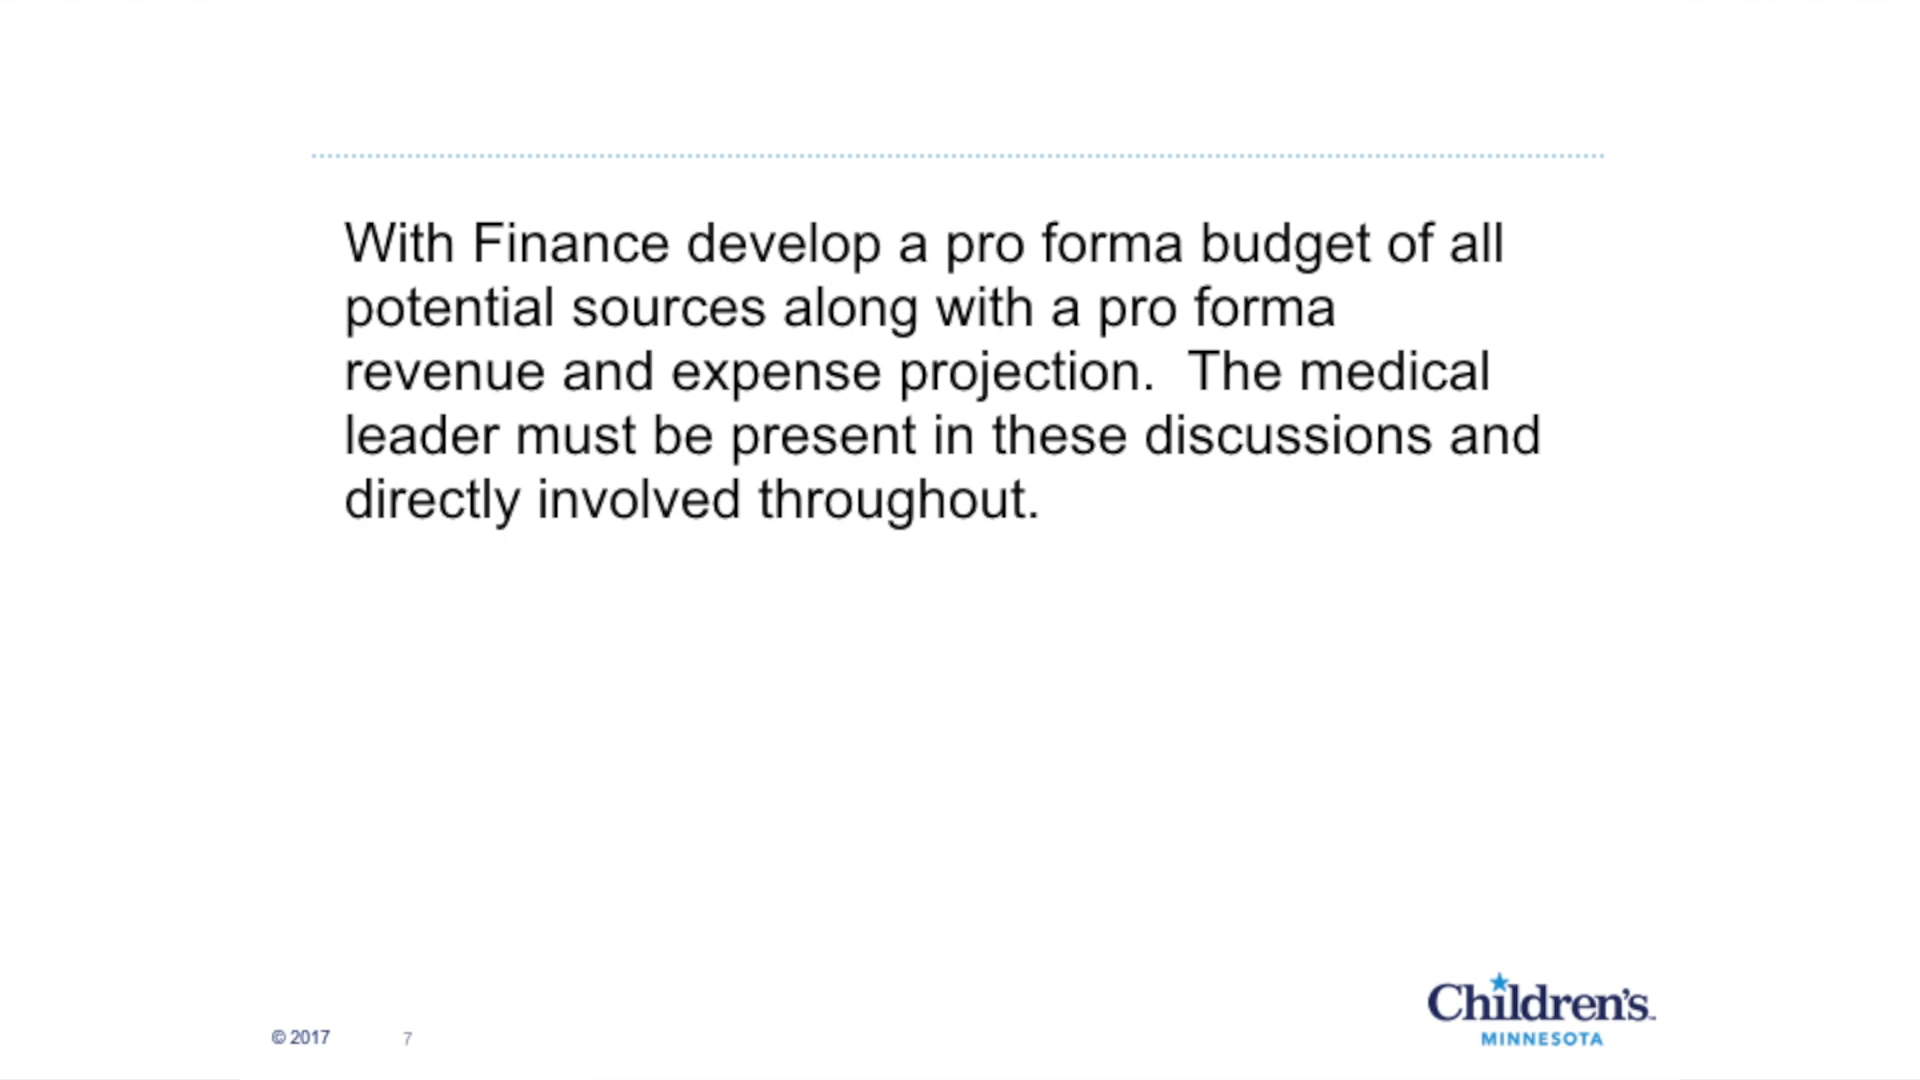 With Finance develop a pro forma budget of all
potential sources along with a pro forma
revenue and expense projection.  The medical
leader must be present in these discussions and
directly involved throughout.
© 2017
7
Children's
MINNESOTA